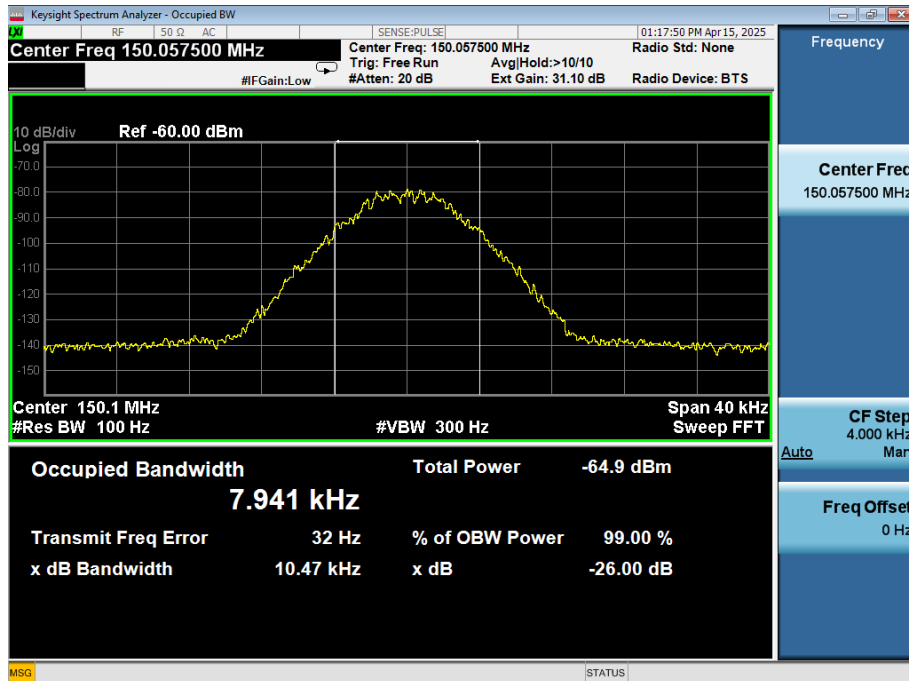 Keysight Spectrum Analyzer - Occupied BW
LXI RF 50 Ω AC SENSE:PULSE 01:17:50 PM Apr 15, 2025
Center Freq 150.057500 MHz
Center Freq: 150.057500 MHz Radio Std: None
Trig: Free Run Avg|Hold:>10/10
#IFGain:Low #Atten: 20 dB Ext Gain: 31.10 dB Radio Device: BTS
10 dB/div Ref -60.00 dBm
Log
-70.0
-80.0
-90.0
-100
-110
-120
-130
-140
-150
Center 150.1 MHz Span 40 kHz
#Res BW 100 Hz #VBW 300 Hz Sweep FFT
Occupied Bandwidth Total Power -64.9 dBm
7.941 kHz
Transmit Freq Error 32 Hz % of OBW Power 99.00 %
x dB Bandwidth 10.47 kHz x dB -26.00 dB
Frequency
Center Freq
150.057500 MHz
CF Step
4.000 kHz
Auto Man
Freq Offset
0 Hz
MSG STATUS